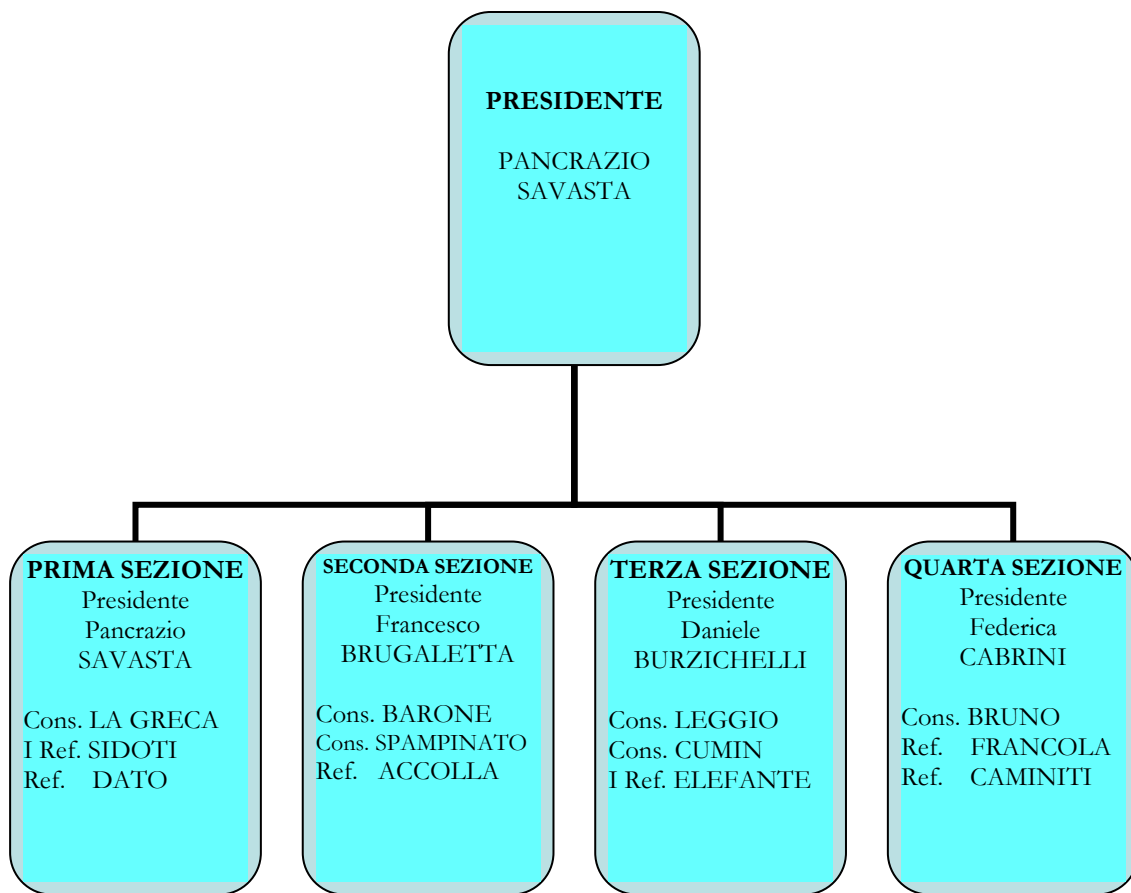 PRESIDENTE
PANCRAZIO
SAVASTA
PRIMA SEZIONE
Presidente
Pancrazio
SAVASTA
Cons. LA GRECA
I Ref. SIDOTI
Ref. DATO
SECONDA SEZIONE
Presidente
Francesco
BRUGALETTA
Cons. BARONE
Cons. SPAMPINATO
Ref. ACCOLLA
TERZA SEZIONE
Presidente
Daniele
BURZICHELLI
Cons. LEGGIO
Cons. CUMIN
I Ref. ELEFANTE
QUARTA SEZIONE
Presidente
Federica
CABRINI
Cons. BRUNO
Ref. FRANCOLA
Ref. CAMINITI